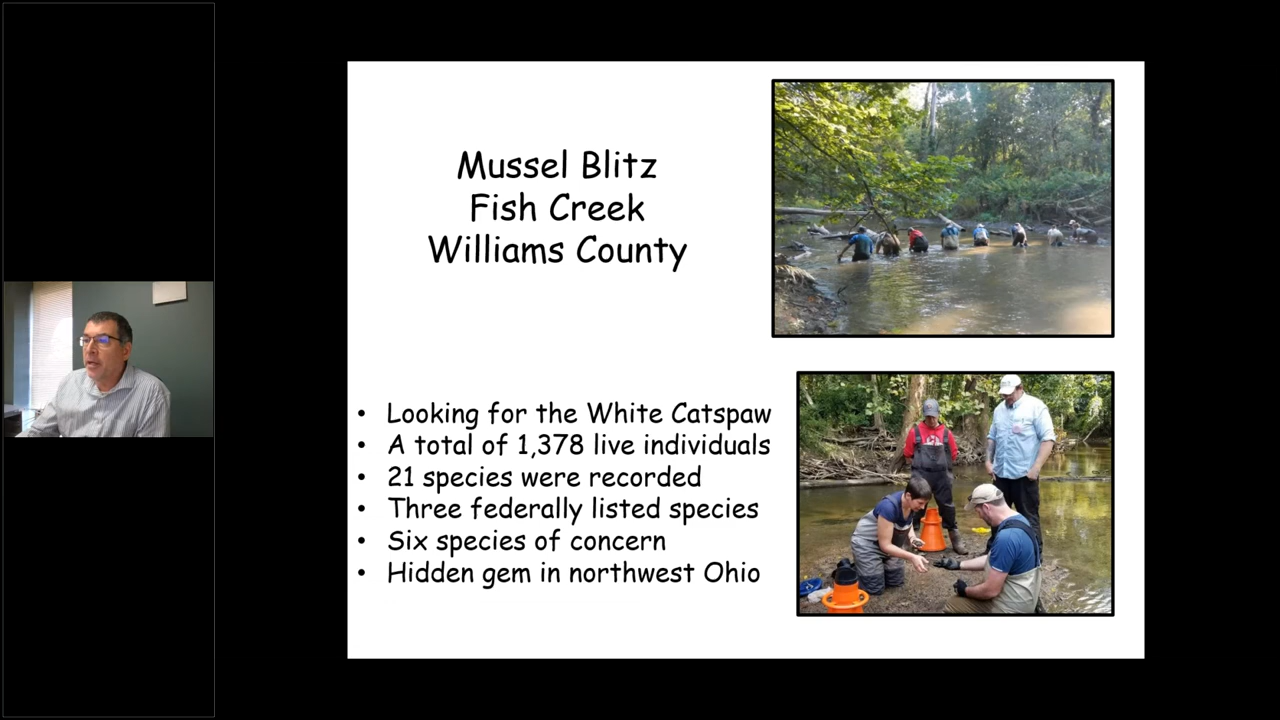 Mussel Blitz
Fish Creek
Williams County
• Looking for the White Catspaw
• A total of 1,378 live individuals
• 21 species were recorded
• Three federally listed species
• Six species of concern
• Hidden gem in northwest Ohio